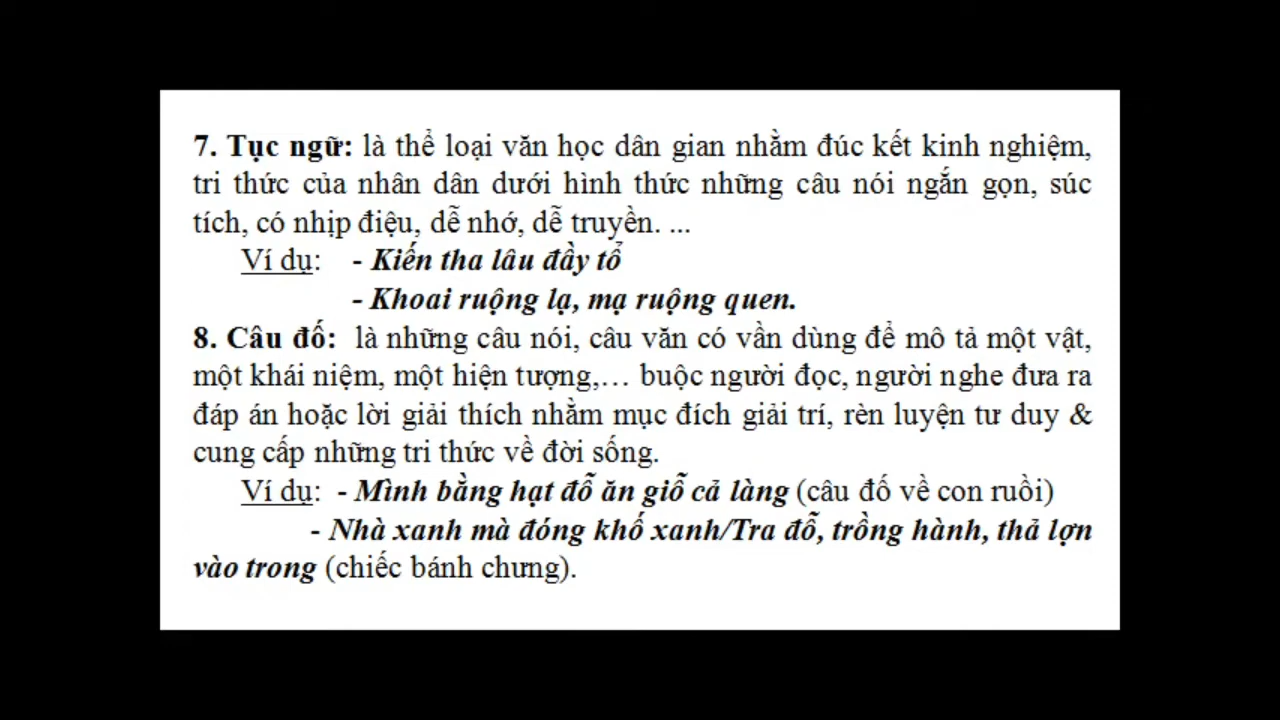 7. Tục ngữ: là thể loại văn học dân gian nhằm đúc kết kinh nghiệm,
tri thức của nhân dân dưới hình thức những câu nói ngắn gọn, súc
tích, có nhịp điệu, dễ nhớ, dễ truyền. ...
Ví dụ: - Kiến tha lâu đầy tổ
- Khoai ruộng lạ, mạ ruộng quen.
8. Câu đố: là những câu nói, câu văn có vần dùng để mô tả một vật,
một khái niệm, một hiện tượng,… buộc người đọc, người nghe đưa ra
đáp án hoặc lời giải thích nhằm mục đích giải trí, rèn luyện tư duy &
cung cấp những tri thức về đời sống.
Ví dụ: - Mình bằng hạt đỗ ăn giỗ cả làng (câu đố về con ruồi)
- Nhà xanh mà đóng khố xanh/Tra đỗ, trồng hành, thả lợn
vào trong (chiếc bánh chưng).